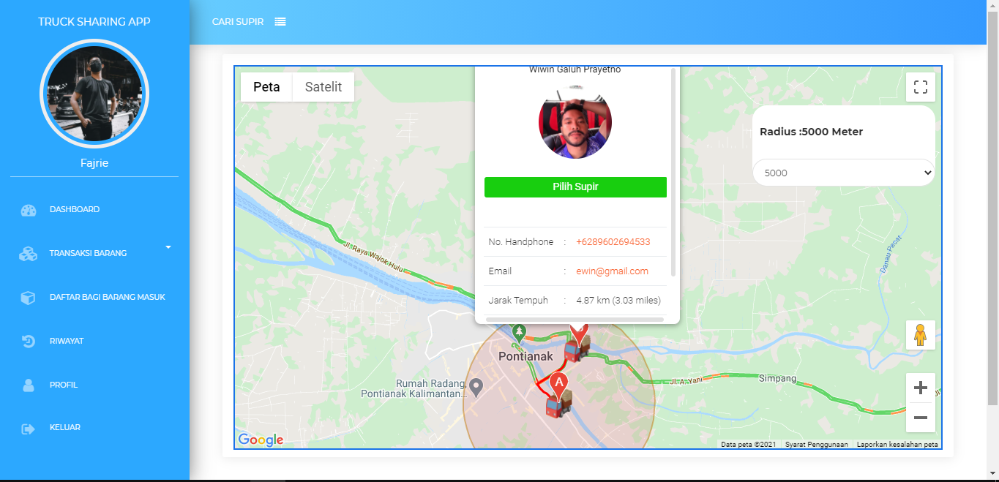 TRUCK SHARING APP
Fajrie
DASHBOARD
TRANSAKSI BARANG
DAFTAR BAGI BARANG MASUK
RIWAYAT
PROFIL
KELUAR
CARI SUPIR
Peta
Satelit
Wiwin Galuh Prayetno
Pilih Supir
No. Handphone : +6289602694533
Email : ewin@gmail.com
Jarak Tempuh : 4.87 km (3.03 miles)
Radius :5000 Meter
5000
Jl. Raya Wajok Hulu
Danau Pacar
Pontianak
A
Rumah Radang,
Pontianak Kalimantan...
Jl. A. Yani
Simpang
Google
Data peta ©2021
Syarat Penggunaan
Laporkan kesalahan peta